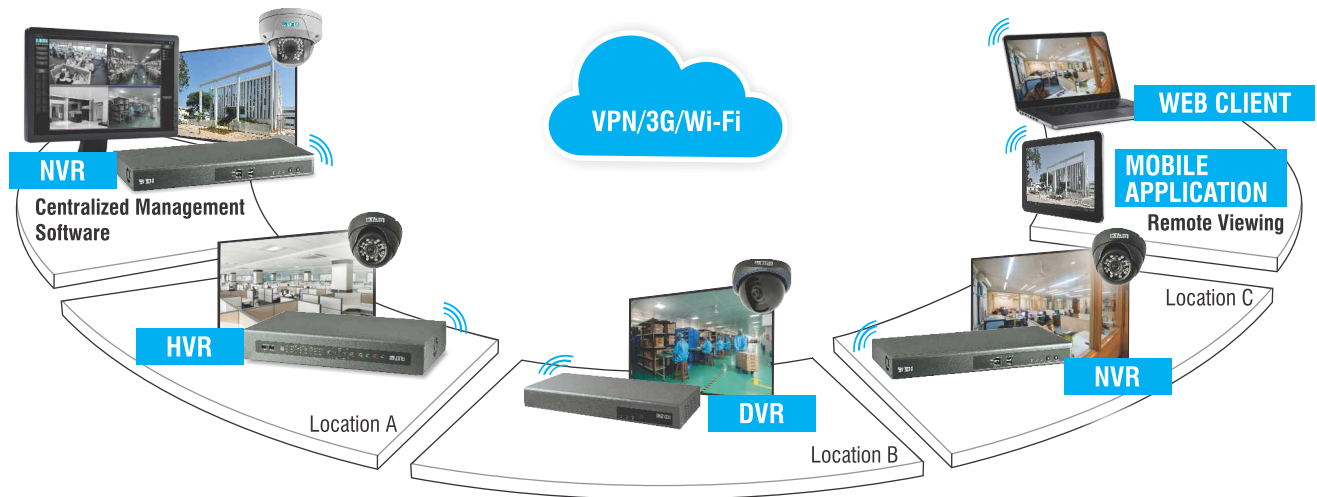 VPN/3G/Wi-Fi
WEB CLIENT
NVR
MOBILE
APPLICATION
Centralized Management
Software
Remote Viewing
Location C
HVR
NVR
DVR
Location A
Location B